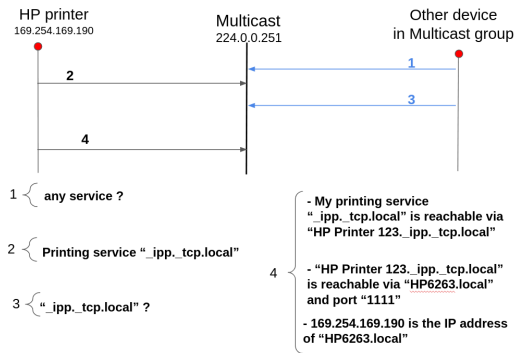 HP printer
169.254.169.190
Multicast
224.0.0.251
Other device
in Multicast group
1
2
3
4
1
any service ?
2
Printing service “_ipp._tcp.local”
3
“_ipp._tcp.local” ?
4
- My printing service
“_ipp._tcp.local” is reachable via
“HP Printer 123._ipp._tcp.local”
- “HP Printer 123._ipp._tcp.local”
is reachable via “HP6263.local”
and port “1111”
- 169.254.169.190 is the IP address
of “HP6263.local”